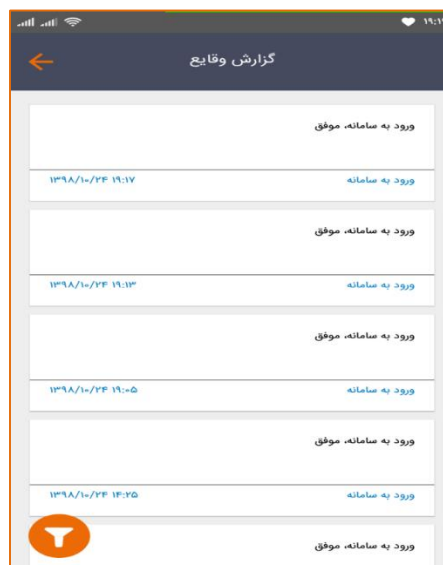 ۱۹:۱۹
گزارش وقایع
ورود به سامانه، موفق
ورود به سامانه ۱۳۹۸/۱۰/۲۴ ۱۹:۱۷
ورود به سامانه، موفق
ورود به سامانه ۱۳۹۸/۱۰/۲۴ ۱۹:۱۳
ورود به سامانه، موفق
ورود به سامانه ۱۳۹۸/۱۰/۲۴ ۱۹:۰۵
ورود به سامانه، موفق
ورود به سامانه ۱۳۹۸/۱۰/۲۴ ۱۴:۲۵
ورود به سامانه، موفق